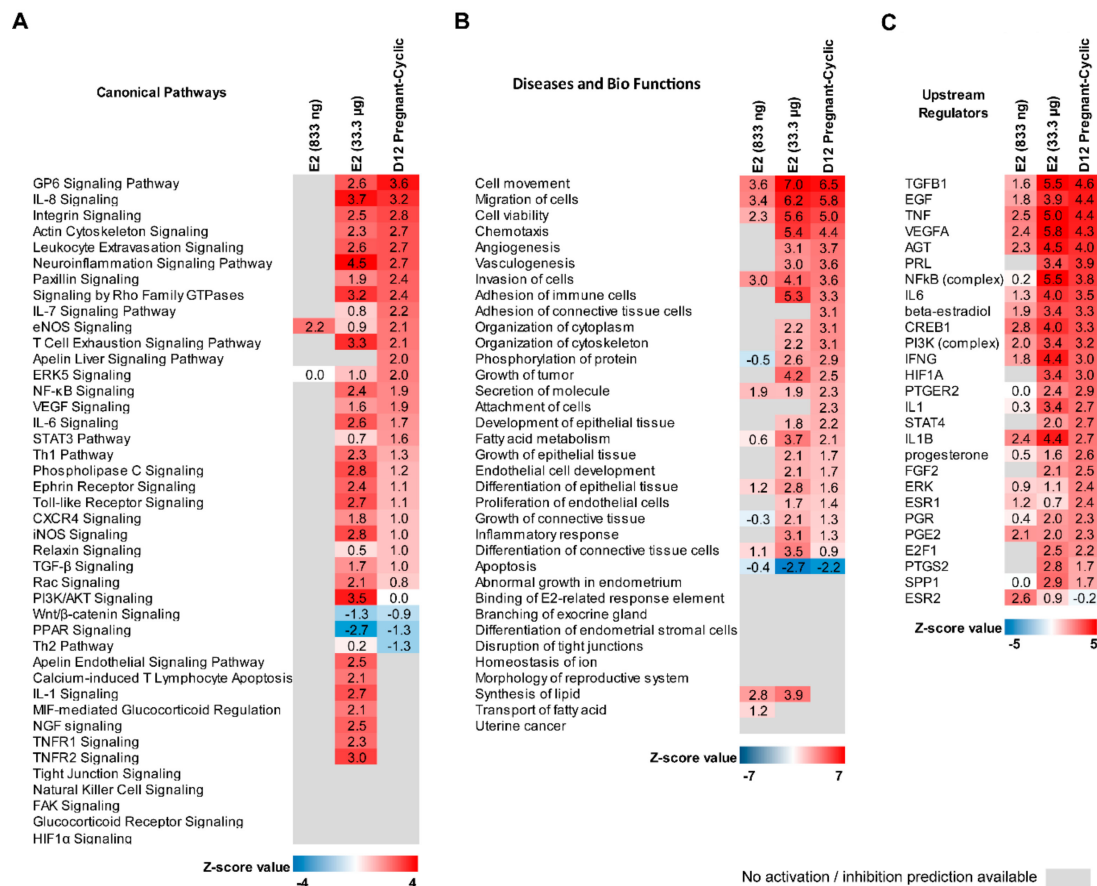 A
B
C
Canonical Pathways
E2 (833 ng)
E2 (33.3 µg)
D12 Pregnant-Cyclic
Diseases and Bio Functions
E2 (833 ng)
E2 (33.3 µg)
D12 Pregnant-Cyclic
Upstream
Regulators
E2 (833 ng)
E2 (33.3 µg)
D12 Pregnant-Cyclic
GP6 Signaling Pathway 2.6 3.6
IL-8 Signaling 3.7 3.2
Integrin Signaling 2.5 2.8
Actin Cytoskeleton Signaling 2.3 2.7
Leukocyte Extravasation Signaling 2.6 2.7
Neuroinflammation Signaling Pathway 4.5 2.7
Paxillin Signaling 1.9 2.4
Signaling by Rho Family GTPases 3.2 2.4
IL-7 Signaling Pathway 0.8 2.2
eNOS Signaling 2.2 0.9 2.1
T Cell Exhaustion Signaling Pathway 3.3 2.1
Apelin Liver Signaling Pathway 2.0
ERK5 Signaling 0.0 1.0 2.0
NF-κB Signaling 2.4 1.9
VEGF Signaling 1.6 1.9
IL-6 Signaling 2.6 1.7
STAT3 Pathway 0.7 1.6
Th1 Pathway 2.3 1.3
Phospholipase C Signaling 2.8 1.2
Ephrin Receptor Signaling 2.4 1.1
Toll-like Receptor Signaling 2.7 1.1
CXCR4 Signaling 1.8 1.0
iNOS Signaling 2.8 1.0
Relaxin Signaling 0.5 1.0
TGF-β Signaling 1.7 1.0
Rac Signaling 2.1 0.8
PI3K/AKT Signaling 3.5 0.0
Wnt/β-catenin Signaling -1.3 -0.9
PPAR Signaling -2.7 -1.3
Th2 Pathway 0.2 -1.3
Apelin Endothelial Signaling Pathway 2.5
Calcium-induced T Lymphocyte Apoptosis 2.1
IL-1 Signaling 2.7
MIF-mediated Glucocorticoid Regulation 2.1
NGF signaling 2.5
TNFR1 Signaling 2.3
TNFR2 Signaling 3.0
Tight Junction Signaling
Natural Killer Cell Signaling
FAK Signaling
Glucocorticoid Receptor Signaling
HIF1α Signaling
Z-score value
-4 4
Cell movement 3.6 7.0 6.5
Migration of cells 3.4 6.2 5.8
Cell viability 2.3 5.6 5.0
Chemotaxis 5.4 4.4
Angiogenesis 3.1 3.7
Vasculogenesis 3.0 3.6
Invasion of cells 3.0 4.1 3.6
Adhesion of immune cells 5.3 3.3
Adhesion of connective tissue cells 3.1
Organization of cytoplasm 2.2 3.1
Organization of cytoskeleton 2.2 3.1
Phosphorylation of protein -0.5 2.6 2.9
Growth of tumor 4.2 2.5
Secretion of molecule 1.9 1.9 2.3
Attachment of cells 2.3
Development of epithelial tissue 1.8 2.2
Fatty acid metabolism 0.6 3.7 2.1
Growth of epithelial tissue 2.1 1.7
Endothelial cell development 2.1 1.7
Differentiation of epithelial tissue 1.2 2.8 1.6
Proliferation of endothelial cells 1.7 1.4
Growth of connective tissue -0.3 2.1 1.3
Inflammatory response 3.1 1.3
Differentiation of connective tissue cells 1.1 3.5 0.9
Apoptosis -0.4 -2.7 -2.2
Abnormal growth in endometrium
Binding of E2-related response element
Branching of exocrine gland
Differentiation of endometrial stromal cells
Disruption of tight junctions
Homeostasis of ion
Morphology of reproductive system
Synthesis of lipid 2.8 3.9
Transport of fatty acid 1.2
Uterine cancer
Z-score value
-7 7
TGFB1 1.6 5.5 4.6
EGF 1.8 3.9 4.4
TNF 2.5 5.0 4.4
VEGFA 2.4 5.8 4.3
AGT 2.3 4.5 4.0
PRL 3.4 3.9
NFkB (complex) 0.2 5.5 3.8
IL6 1.3 4.0 3.5
beta-estradiol 1.9 3.4 3.3
CREB1 2.8 4.0 3.3
PI3K (complex) 2.0 3.4 3.2
IFNG 1.8 4.4 3.0
HIF1A 3.4 3.0
PTGER2 0.0 2.4 2.9
IL1 0.3 3.4 2.7
STAT4 2.0 2.7
IL1B 2.4 4.4 2.7
progesterone 0.5 1.6 2.6
FGF2 2.1 2.5
ERK 0.9 1.1 2.4
ESR1 1.2 0.7 2.4
PGR 0.4 2.0 2.3
PGE2 2.1 2.0 2.3
E2F1 2.5 2.2
PTGS2 2.8 1.7
SPP1 0.0 2.9 1.7
ESR2 2.6 0.9 -0.2
Z-score value
-5 5
No activation / inhibition prediction available